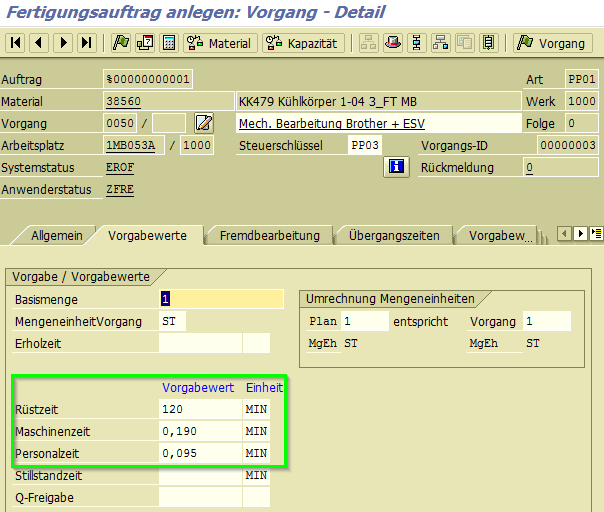 Fertigungsauftrag anlegen: Vorgang - Detail
Material Kapazität Vorgang
Auftrag %00000000001 Art PP01
Material 38560 KK479 Kühlkörper 1-04 3_FT MB Werk 1000
Vorgang 0050 / Mech. Bearbeitung Brother + ESV Folge 0
Arbeitsplatz 1MB053A / 1000 Steuerschlüssel PP03 Vorgangs-ID 00000003
Systemstatus EROF Rückmeldung 0
Anwenderstatus ZFRE
Allgemein Vorgabewerte Fremdbearbeitung Übergangszeiten Vorgabew...
Vorgabe / Vorgabewerte
Basismenge 1 Umrechnung Mengeneinheiten
MengeneinheitVorgang ST Plan 1 entspricht Vorgang 1
Erholzeit MgEh ST MgEh ST
Vorgabewert Einheit
Rüstzeit 120 MIN
Maschinenzeit 0,190 MIN
Personalzeit 0,095 MIN
Stillstandzeit MIN
Q-Freigabe